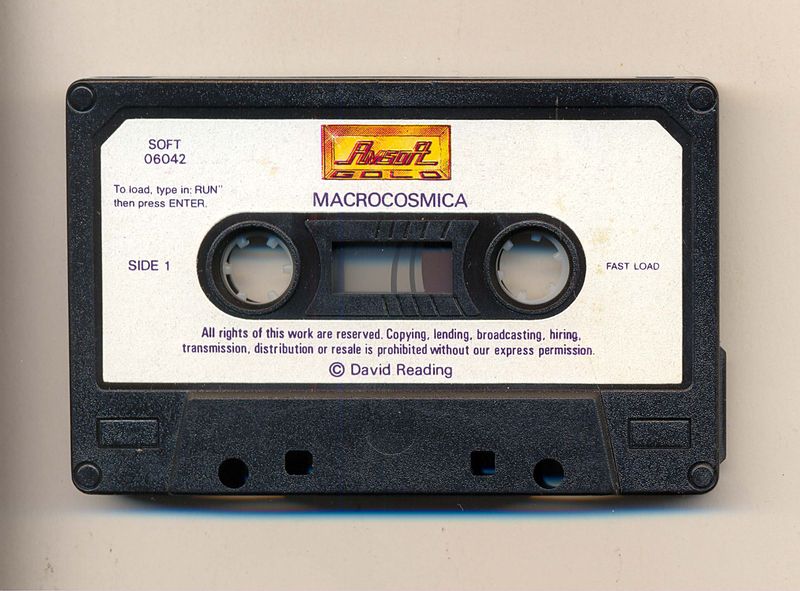 SOFT
06042
Amsoft
GOLD
To load, type in: RUN"
then press ENTER.
MACROCOSMICA
SIDE 1
FAST LOAD
All rights of this work are reserved. Copying, lending, broadcasting, hiring,
transmission, distribution or resale is prohibited without our express permission.
© David Reading